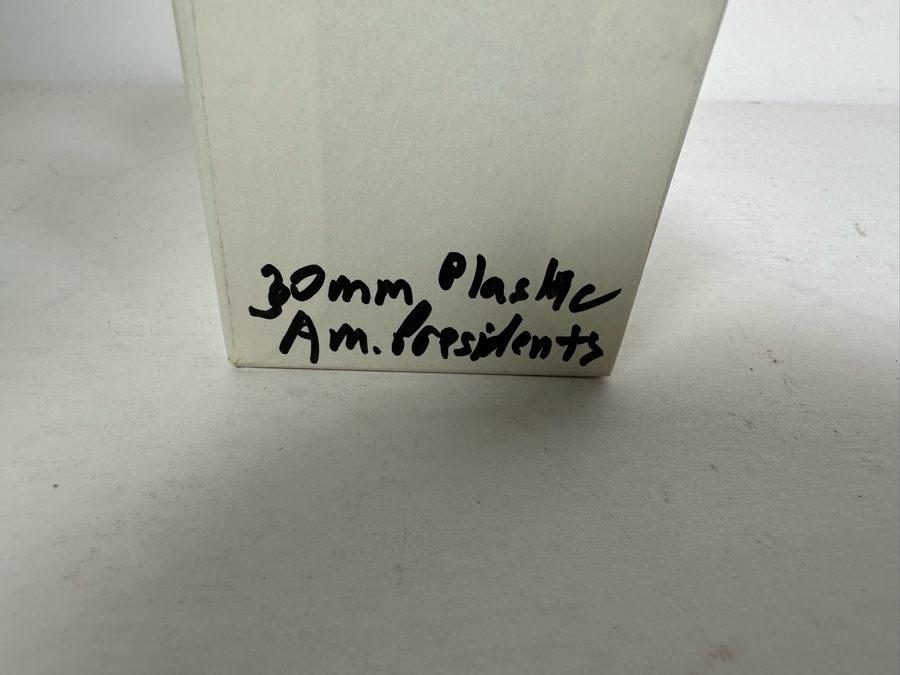 30mm Plastic
Am. Presidents